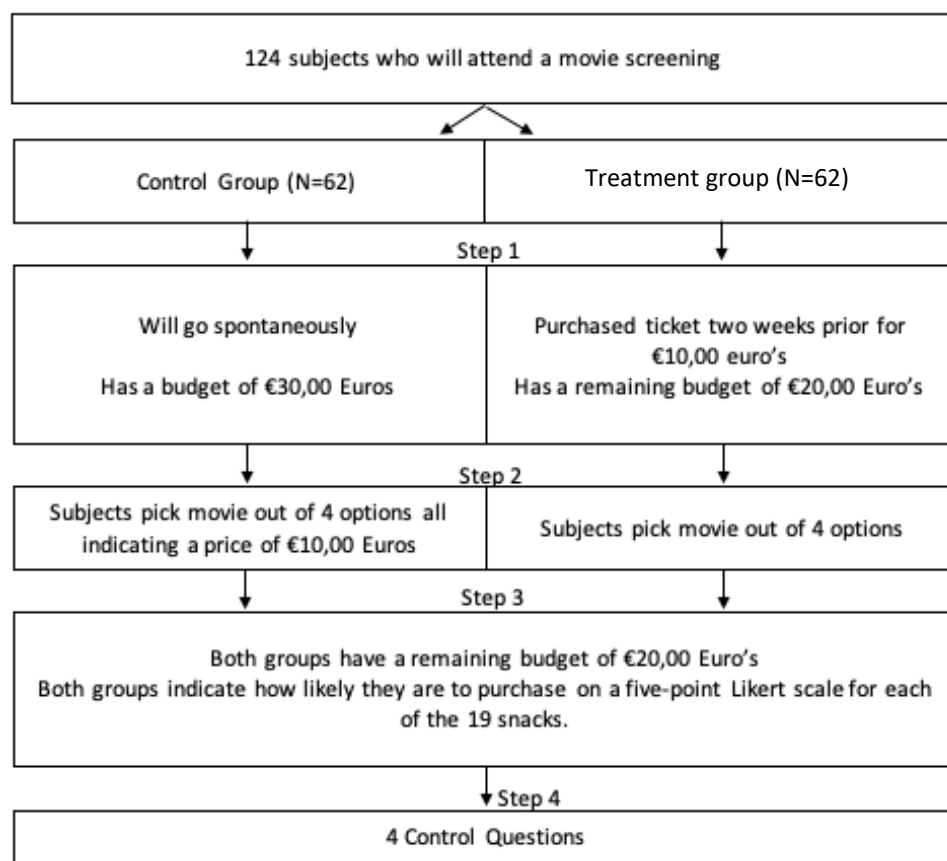 124 subjects who will attend a movie screening
Control Group (N=62)
Treatment group (N=62)
Step 1
Will go spontaneously
Has a budget of €30,00 Euros
Purchased ticket two weeks prior for
€10,00 euro’s
Has a remaining budget of €20,00 Euro’s
Step 2
Subjects pick movie out of 4 options all
indicating a price of €10,00 Euros
Subjects pick movie out of 4 options
Step 3
Both groups have a remaining budget of €20,00 Euro’s
Both groups indicate how likely they are to purchase on a five-point Likert scale for each
of the 19 snacks.
Step 4
4 Control Questions